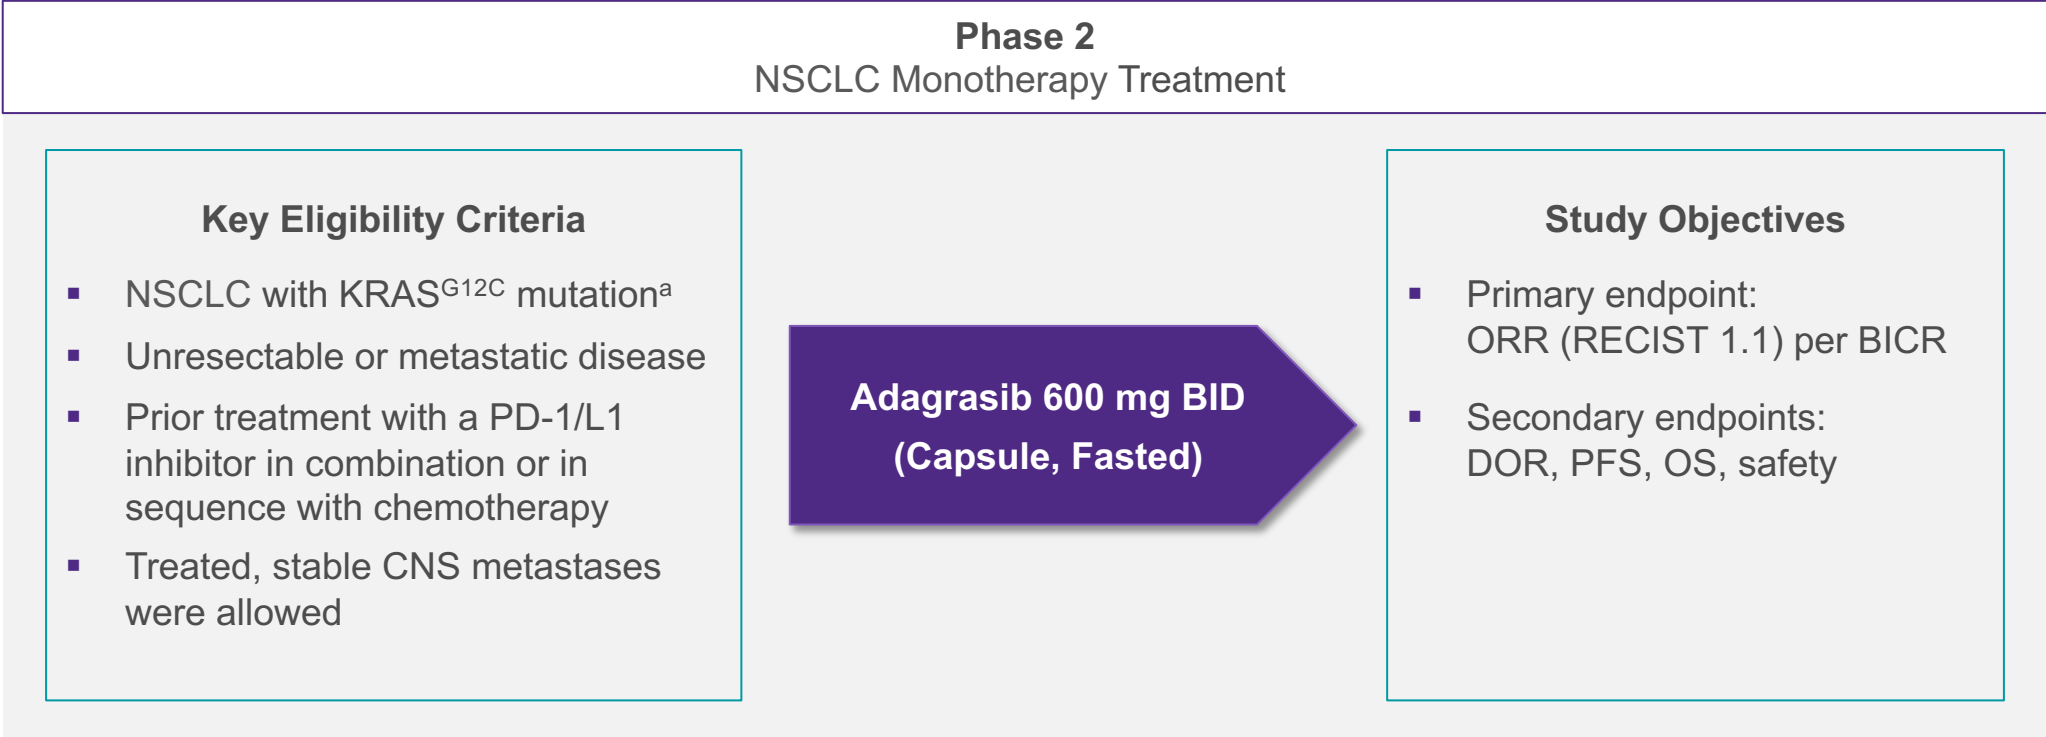 Phase 2
NSCLC Monotherapy Treatment
Key Eligibility Criteria
▪ NSCLC with KRASG12C mutationa
▪ Unresectable or metastatic disease
▪ Prior treatment with a PD-1/L1
inhibitor in combination or in
sequence with chemotherapy
▪ Treated, stable CNS metastases
were allowed
Adagrasib 600 mg BID
(Capsule, Fasted)
Study Objectives
▪ Primary endpoint:
ORR (RECIST 1.1) per BICR
▪ Secondary endpoints:
DOR, PFS, OS, safety